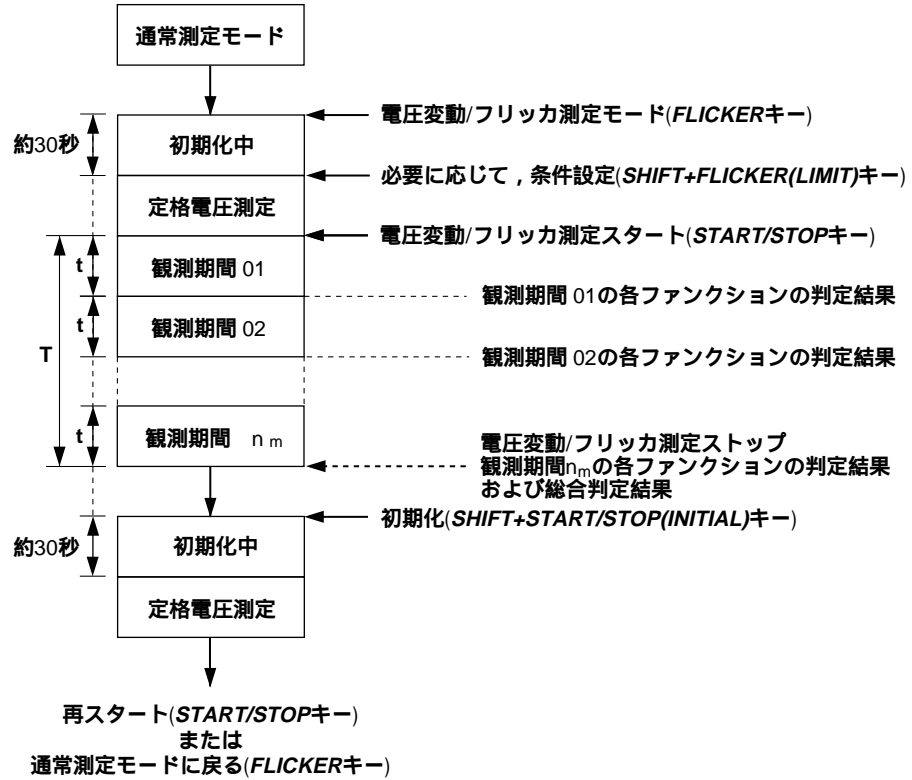 通常測定モード
電圧変動/フリッカ測定モード(FLICKERキー)
約30秒
初期化中
必要に応じて，条件設定(SHIFT+FLICKER(LIMIT)キー)
定格電圧測定
電圧変動/フリッカ測定スタート(START/STOPキー)
t
観測期間 01
観測期間 01の各ファンクションの判定結果
t
観測期間 02
T
観測期間 02の各ファンクションの判定結果
t
観測期間 nm
電圧変動/フリッカ測定ストップ
観測期間nmの各ファンクションの判定結果
および総合判定結果
初期化(SHIFT+START/STOP(INITIAL)キー)
約30秒
初期化中
定格電圧測定
再スタート(START/STOPキー)
または
通常測定モードに戻る(FLICKERキー)